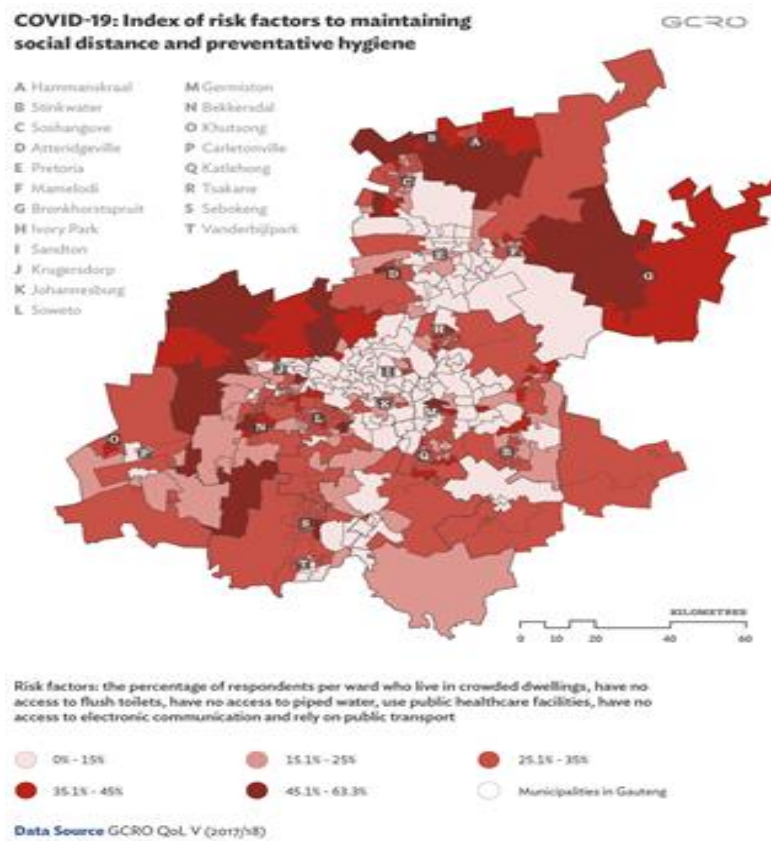 COVID-19: Index of risk factors to maintaining
social distance and preventative hygiene
GCRO
A Hammanskraal
B Stinkwater
C Soshanguve
D Atteridgeville
E Pretoria
F Mamelodi
G Bronkhorstspruit
H Ivory Park
I Sandton
J Krugersdorp
K Johannesburg
L Soweto
M Germiston
N Bekkersdal
O Khutsong
P Carletonville
Q Katlehong
R Tsakane
S Sebokeng
T Vanderbijlpark
B A
C
E F
D G
H
J I
K M
N L
O P
Q R
S
T
KILOMETRES
0 10 20 40 60
Risk factors: the percentage of respondents per ward who live in crowded dwellings, have no
access to flush toilets, have no access to piped water, use public healthcare facilities, have no
access to electronic communication and rely on public transport
0% - 15% 15.1% - 25% 25.1% - 35%
35.1% - 45% 45.1% - 63.3% Municipalities in Gauteng
Data Source GCRO QoL V (2017/18)